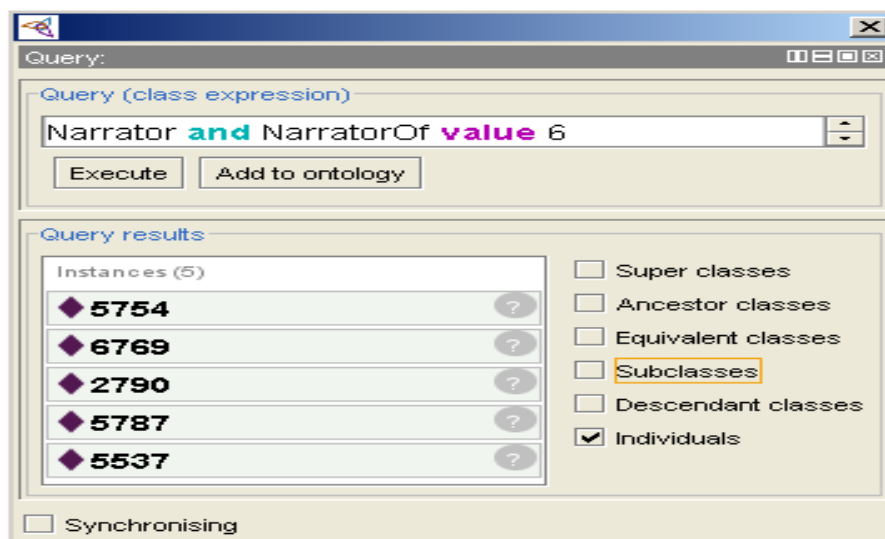 Query:
Query (class expression)
Narrator and NarratorOf value 6
Execute Add to ontology
Query results
Instances (5)
5754
6769
2790
5787
5537
Super classes
Ancestor classes
Equivalent classes
Subclasses
Descendant classes
Individuals
Synchronising